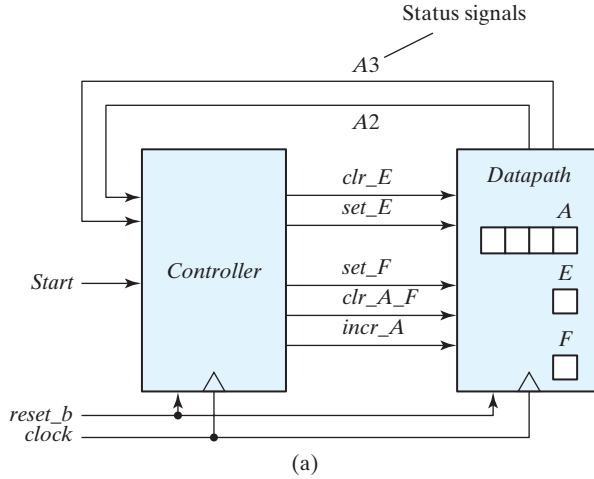 Status signals
A3
A2
clr_E
set_E
set_F
clr_A_F
incr_A
Controller
Start
Datapath
A
E
F
reset_b
clock
(a)